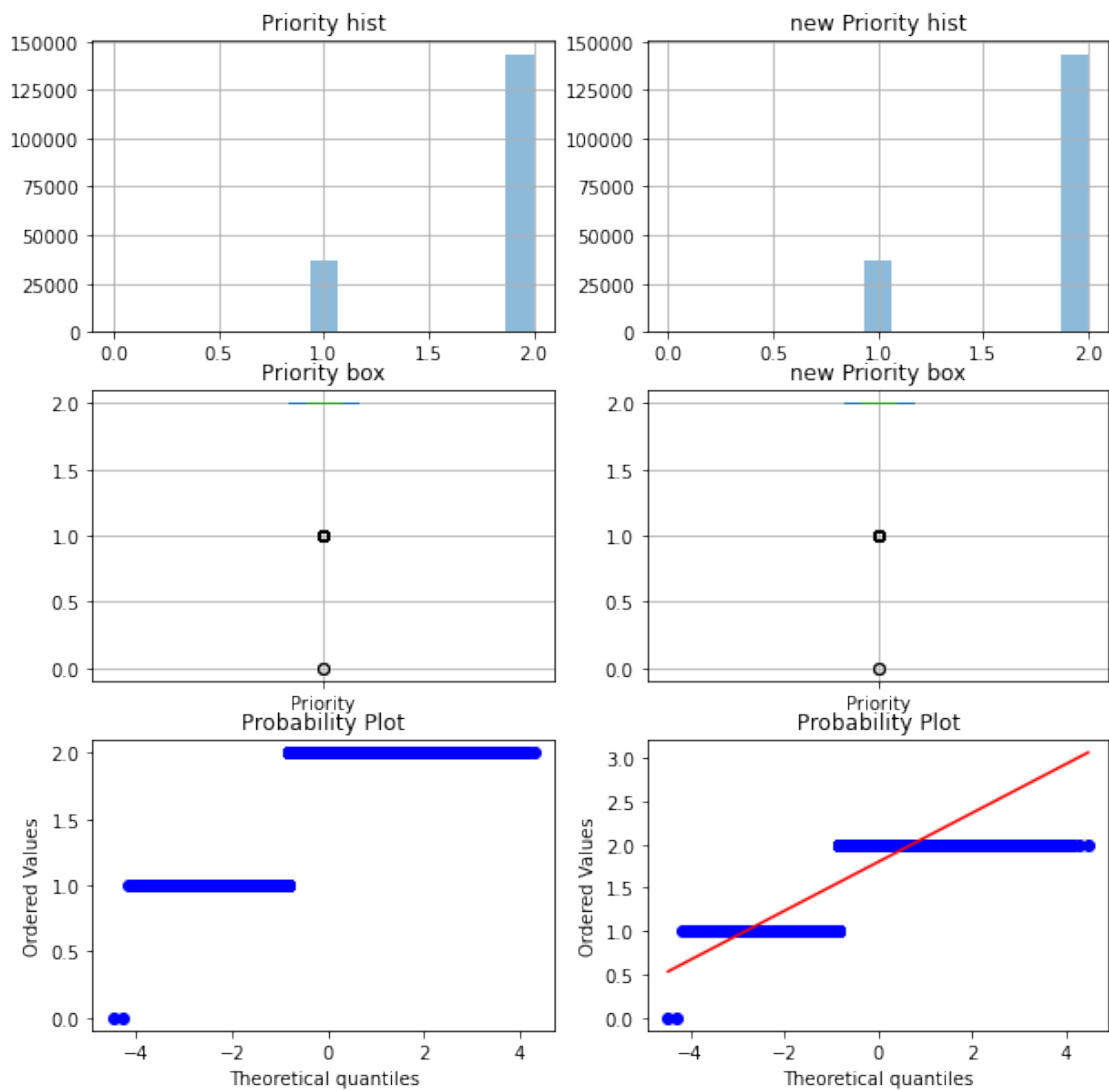 Priority hist
150000
125000
100000
75000
50000
25000
0
0.0 0.5 1.0 1.5 2.0
new Priority hist
150000
125000
100000
75000
50000
25000
0
0.0 0.5 1.0 1.5 2.0
Priority box
2.0
1.5
1.0
0.5
0.0
Priority
new Priority box
2.0
1.5
1.0
0.5
0.0
Priority
Probability Plot
Ordered Values
2.0
1.5
1.0
0.5
0.0
−4 −2 0 2 4
Theoretical quantiles
Probability Plot
Ordered Values
3.0
2.5
2.0
1.5
1.0
0.5
0.0
−4 −2 0 2 4
Theoretical quantiles